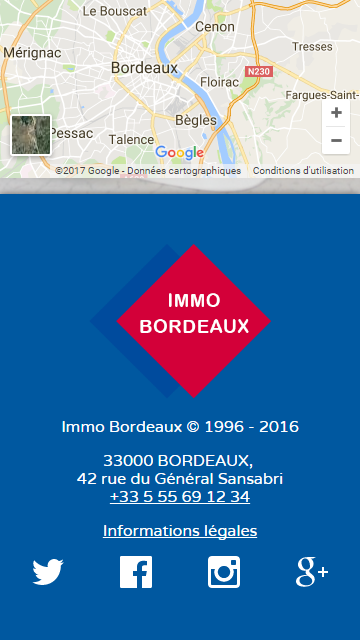 Le Bouscat
Cenon
Mérignac
Tresses
Bordeaux
N230
Floirac
Fargues-Saint-
Bègles
Pessac
Talence
Google
©2017 Google - Données cartographiques
Conditions d'utilisation
IMMO
BORDEAUX
Immo Bordeaux © 1996 - 2016
33000 BORDEAUX,
42 rue du Général Sansabri
+33 5 55 69 12 34
Informations légales
g+